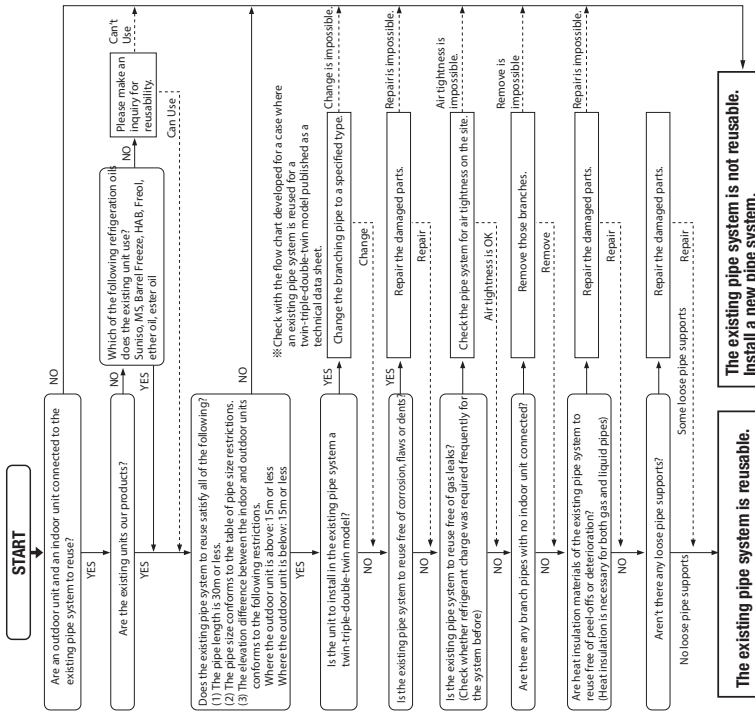 START
Are an outdoor unit and an indoor unit connected to the
existing pipe system to reuse?
NO
YES
Are the existing units our products?
NO
Which of the following refrigeration oils
does the existing unit use?
Suniso, MS, Barrel Freeze, HAB, Freol,
ether oil, ester oil
NO
Please make an
inquiry for
reusability.
Can't
Use
YES
YES
Can Use
Does the existing pipe system to reuse satisfy all of the following?
(1) The pipe length is 30m or less.
(2) The pipe size conforms to the table of pipe size restrictions.
(3) The elevation difference between the indoor and outdoor units
conforms to the following restrictions.
Where the outdoor unit is above: 15m or less
Where the outdoor unit is below: 15m or less
NO
YES
※Check with the flow chart developed for a case where
an existing pipe system is reused for a
twin-triple-double-twin model published as a
technical data sheet.
Is the unit to install in the existing pipe system a
twin-triple-double-twin model?
YES
Change the branching pipe to a specified type.
Change is impossible.
NO
Change
Is the existing pipe system to reuse free of corrosion, flaws or dents?
YES
Repair the damaged parts.
Repair is impossible.
NO
Repair
Is the existing pipe system to reuse free of gas leaks?
(Check whether refrigerant charge was required frequently for
the system before)
Check the pipe system for air tightness on the site.
Air tightness is
impossible.
NO
Air tightness is OK
Are there any branch pipes with no indoor unit connected?
Remove those branches.
Remove is
impossible
NO
Remove
Are heat insulation materials of the existing pipe system to
reuse free of peel-offs or deterioration?
(Heat insulation is necessary for both gas and liquid pipes)
Repair the damaged parts.
Repair is impossible.
NO
Repair
Aren't there any loose pipe supports?
Repair the damaged parts.
No loose pipe supports
Some loose pipe supports
Repair
The existing pipe system is reusable.
The existing pipe system is not reusable.
Install a new pipe system.